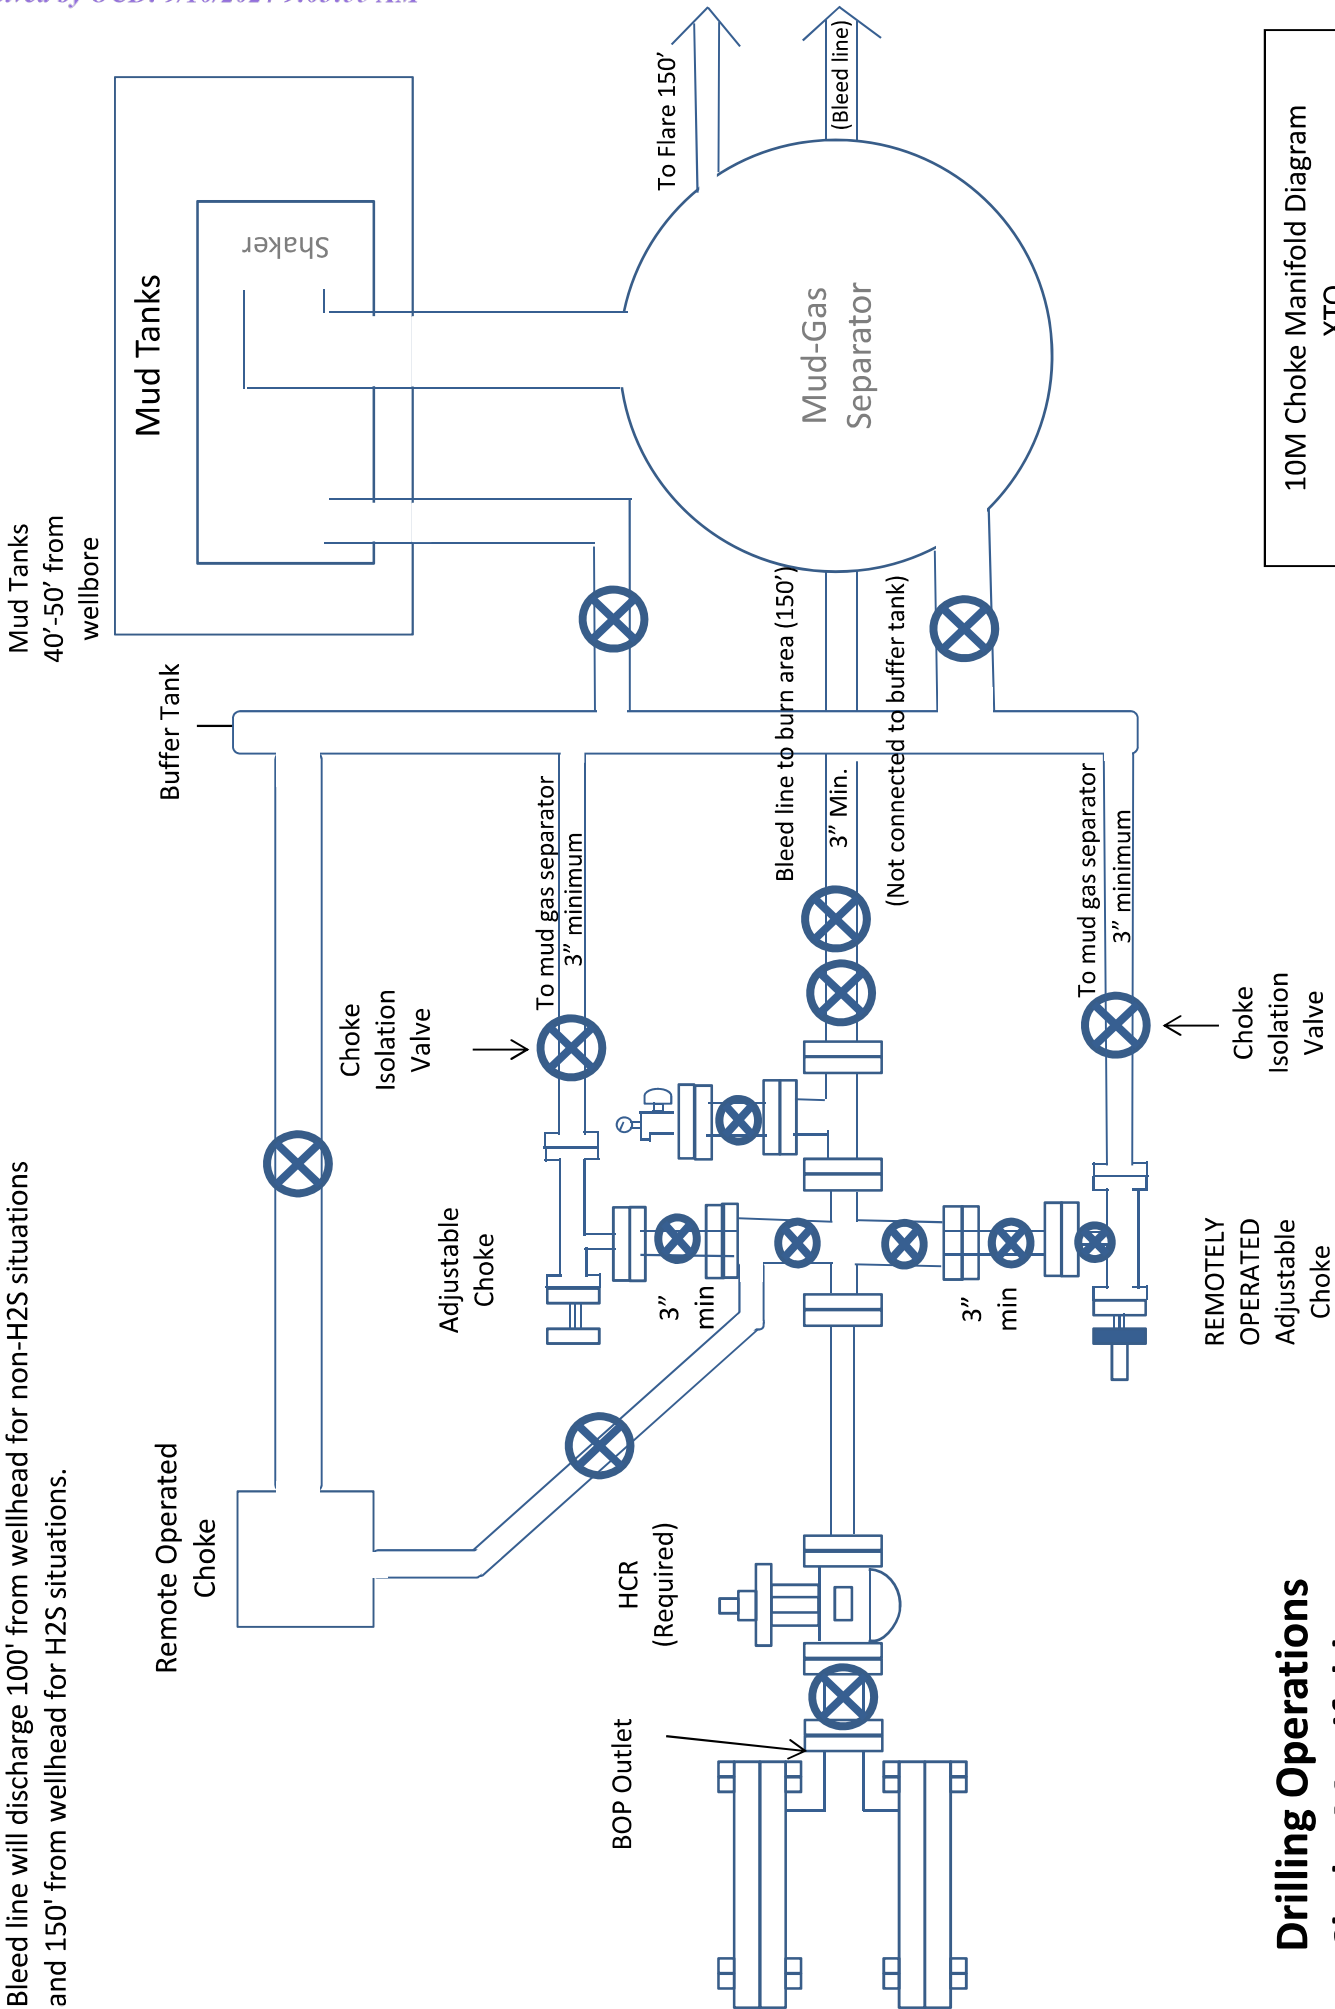 Bleed line will discharge 100' from wellhead for non-H2S situations
and 150' from wellhead for H2S situations.
Mud Tanks
40’-50’ from
wellbore
Mud Tanks
Shaker
Buffer Tank
Remote Operated
Choke
Choke
Isolation
Valve
Adjustable
Choke
To mud gas separator
3” minimum
To Flare 150’
(Bleed line)
Mud-Gas
Separator
Bleed line to burn area (150’)
3” Min.
(Not connected to buffer tank)
3”
min
HCR
(Required)
BOP Outlet
3”
min
To mud gas separator
3” minimum
Choke
Isolation
Valve
REMOTELY
OPERATED
Adjustable
Choke
10M Choke Manifold Diagram
XTO
Drilling Operations